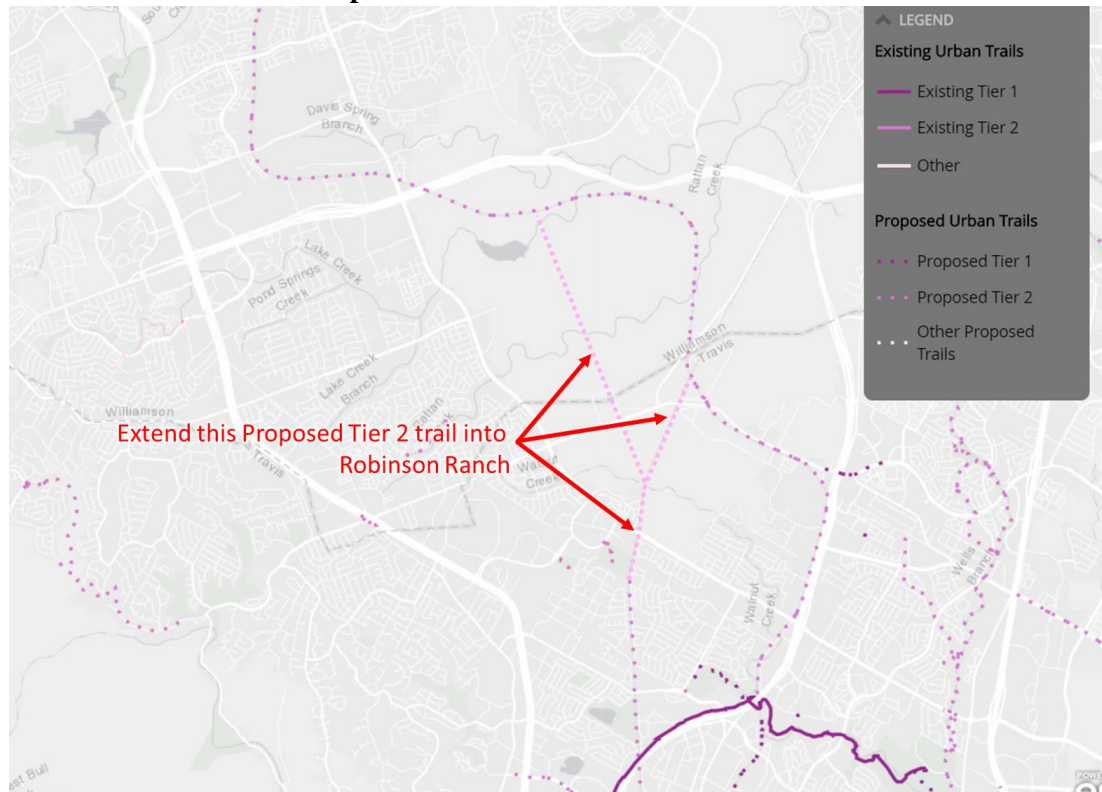 LEGEND
Existing Urban Trails
Existing Tier 1
Existing Tier 2
Other
Proposed Urban Trails
Proposed Tier 1
Proposed Tier 2
Other Proposed
Trails
Davis Spring
Branch
Rattan
Creek
Lake Creek
Pond Springs
Creek
Williamson
Travis
Lake Creek
Branch
Williamson
Travis
Extend this Proposed Tier 2 trail into
Robinson Ranch
Walnut
Creek
Wells
Branch
Walnut
Creek
Bull